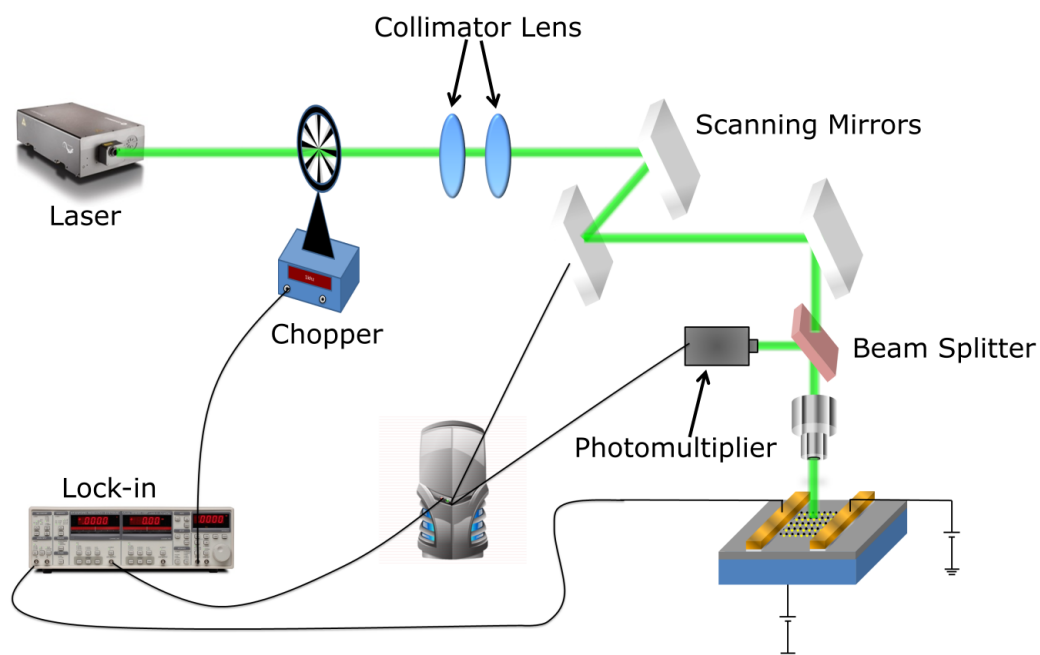 Collimator Lens
Scanning Mirrors
Laser
Chopper
Beam Splitter
Photomultiplier
Lock-in